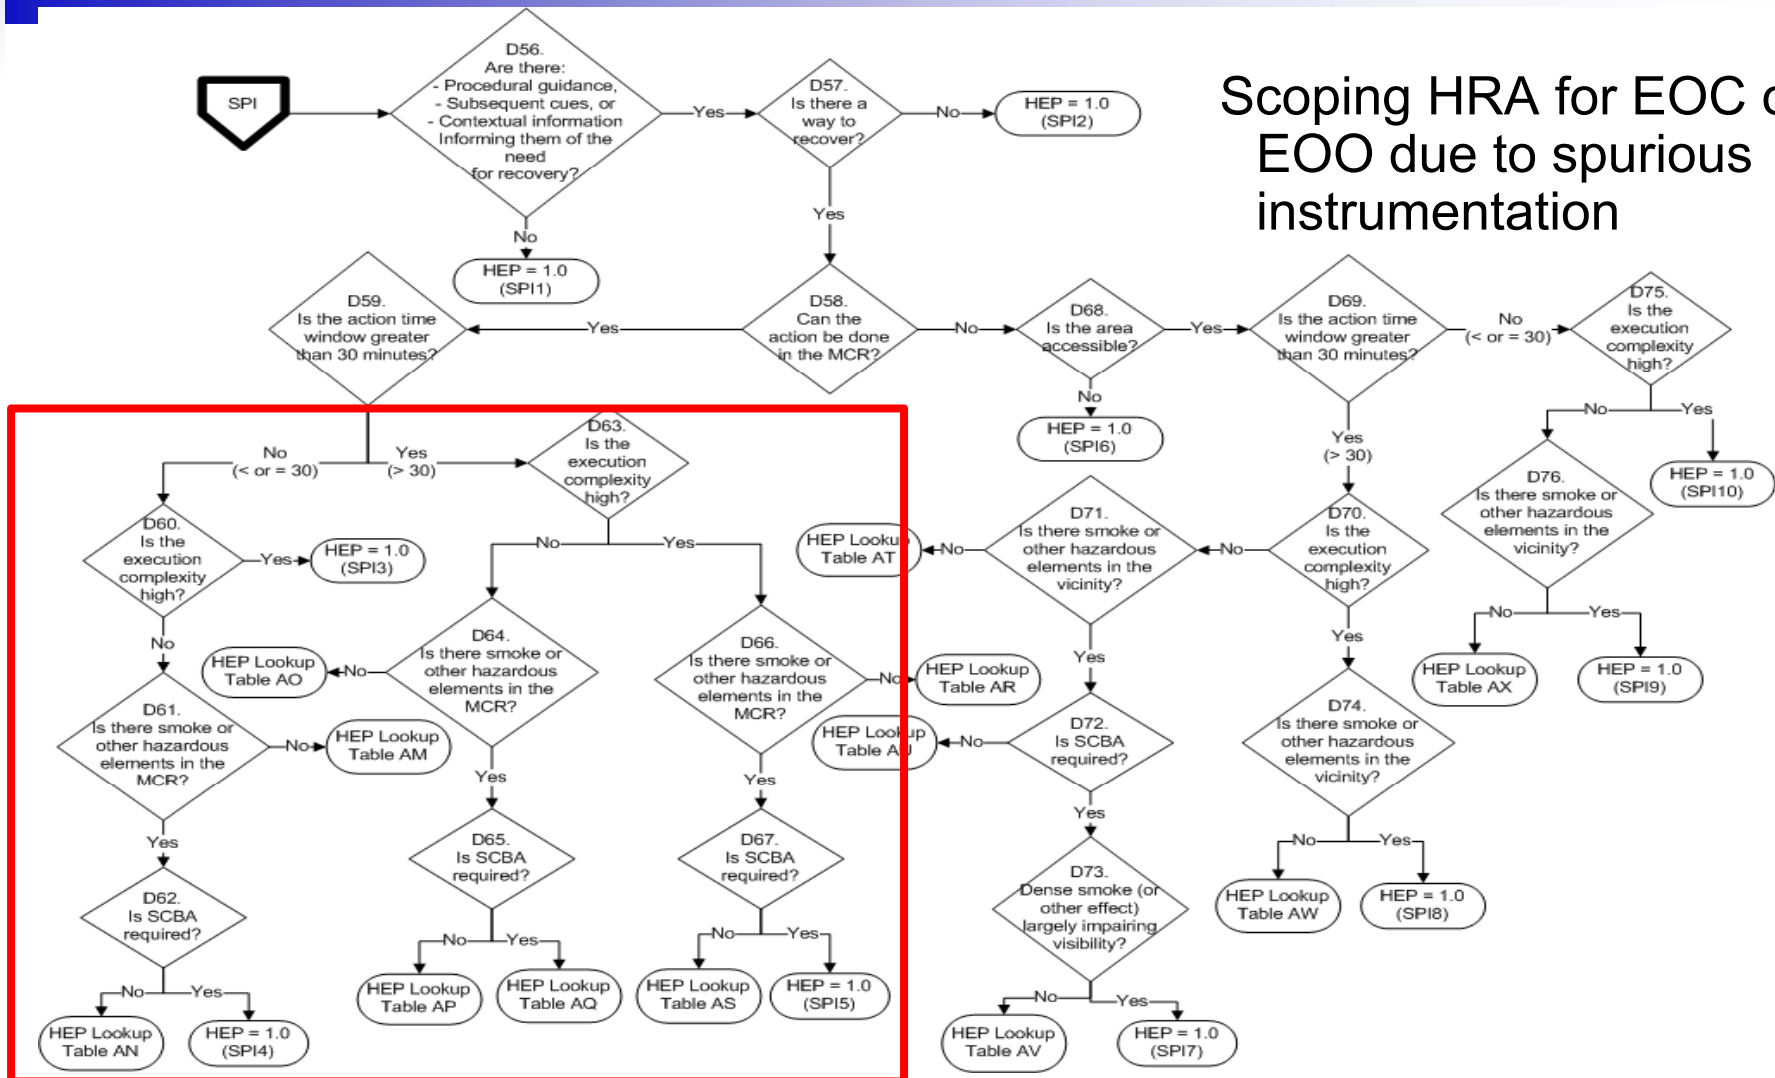 Scoping HRA for EOC
EOO due to spurious
instrumentation
SPI
D56.
Are there:
- Procedural guidance,
- Subsequent cues, or
- Contextual information
Informing them of the
need
for recovery?
Yes
No
HEP = 1.0
(SPI1)
D57.
Is there a
way to
recover?
No
HEP = 1.0
(SPI2)
Yes
D58.
Can the
action be done
in the MCR?
Yes
No
D59.
Is the action time
window greater
than 30 minutes?
No
(< or = 30)
Yes
(> 30)
D60.
Is the
execution
complexity
high?
Yes
HEP = 1.0
(SPI3)
No
D61.
Is there smoke or
other hazardous
elements in the
MCR?
No
HEP Lookup
Table AM
Yes
D62.
Is SCBA
required?
No
Yes
HEP Lookup
Table AN
HEP = 1.0
(SPI4)
D63.
Is the
execution
complexity
high?
No
Yes
D64.
Is there smoke or
other hazardous
elements in the
MCR?
No
HEP Lookup
Table AO
Yes
D65.
Is SCBA
required?
No
Yes
HEP Lookup
Table AP
HEP Lookup
Table AQ
D66.
Is there smoke or
other hazardous
elements in the
MCR?
No
HEP Lookup
Table AR
Yes
D67.
Is SCBA
required?
No
Yes
HEP Lookup
Table AS
HEP = 1.0
(SPI5)
D68.
Is the area
accessible?
Yes
No
HEP = 1.0
(SPI6)
D69.
Is the action time
window greater
than 30 minutes?
No
(< or = 30)
Yes
(> 30)
D70.
Is the
execution
complexity
high?
No
Yes
D71.
Is there smoke or
other hazardous
elements in the
vicinity?
No
HEP Lookup
Table AT
Yes
D72.
Is SCBA
required?
No
HEP Lookup
Table AU
Yes
D73.
Dense smoke (or
other effect)
largely impairing
visibility?
No
Yes
HEP Lookup
Table AV
HEP = 1.0
(SPI7)
D74.
Is there smoke or
other hazardous
elements in the
vicinity?
No
Yes
HEP Lookup
Table AW
HEP = 1.0
(SPI8)
D75.
Is the
execution
complexity
high?
No
Yes
HEP = 1.0
(SPI10)
D76.
Is there smoke or
other hazardous
elements in the
vicinity?
No
Yes
HEP Lookup
Table AX
HEP = 1.0
(SPI9)